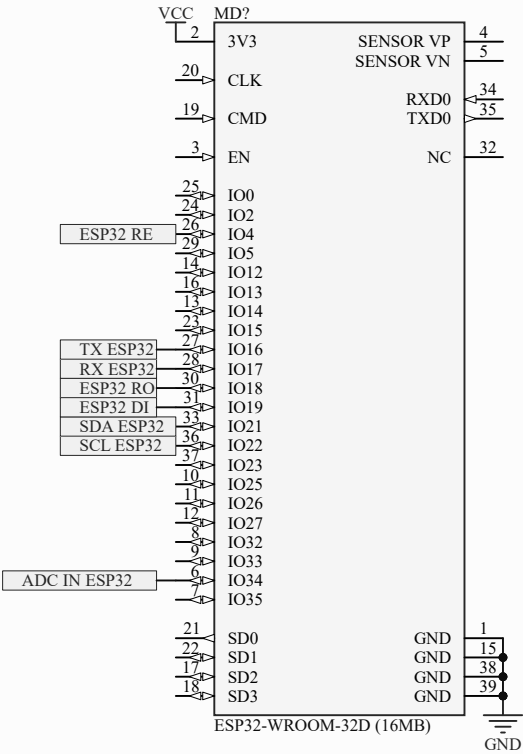 VCC MD?
2 3V3 SENSOR VP 4
SENSOR VN 5
20 CLK
RXD0 34
19 CMD TXD0 35
3 EN NC 32
25 IO0
24 IO2
ESP32 RE 26 IO4
29 IO5
14 IO12
16 IO13
13 IO14
23 IO15
TX ESP32 27 IO16
RX ESP32 28 IO17
ESP32 RO 30 IO18
ESP32 DI 31 IO19
SDA ESP32 33 IO21
SCL ESP32 36 IO22
37 IO23
10 IO25
11 IO26
12 IO27
8 IO32
9 IO33
ADC IN ESP32 6 IO34
7 IO35
21 SD0 GND 1
22 SD1 GND 15
17 SD2 GND 38
18 SD3 GND 39
ESP32-WROOM-32D (16MB)
GND